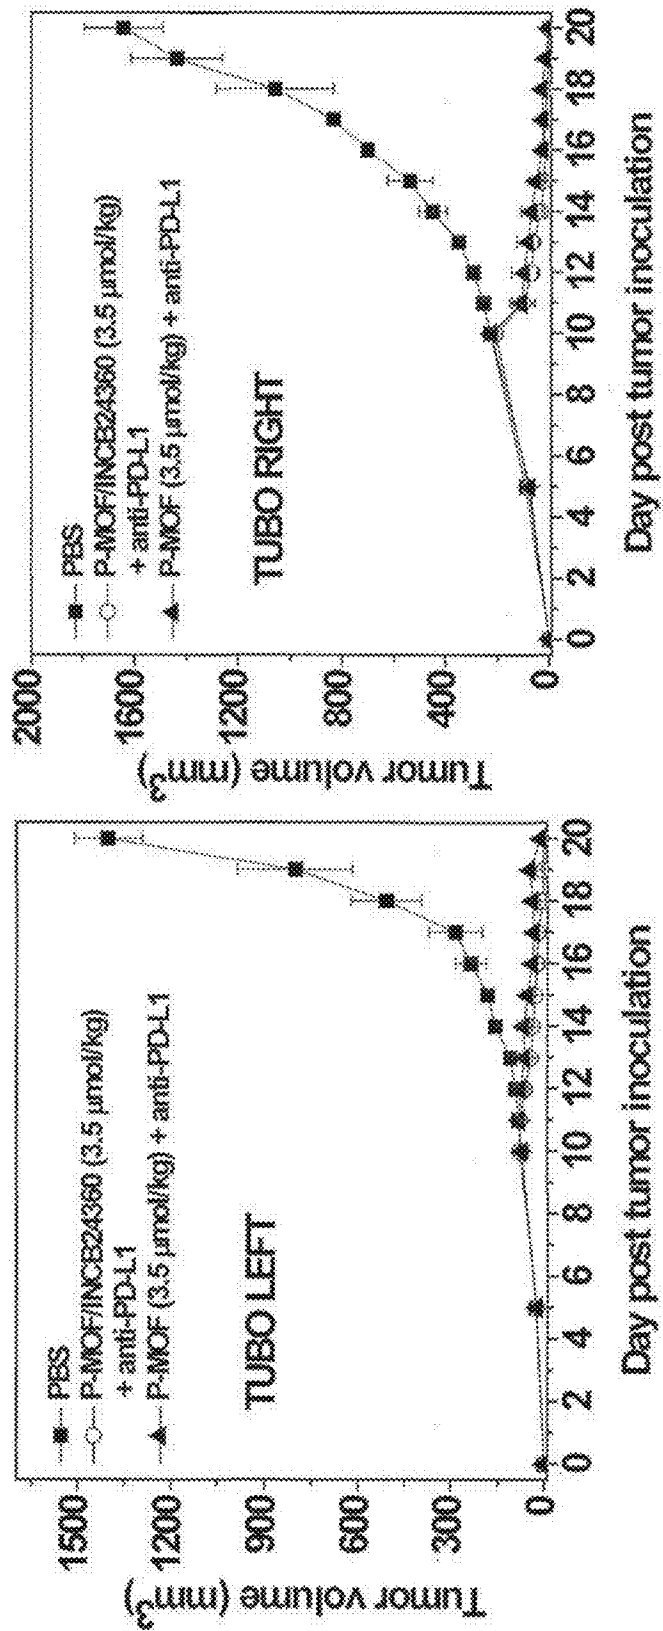 1500
1200
900
600
300
0
Tumor volume (mm3)
PBS
P-MOF/INCB24360 (3.5 µmol/kg)
+ anti-PD-L1
P-MOF (3.5 µmol/kg) + anti-PD-L1
TUBO LEFT
0 2 4 6 8 10 12 14 16 18 20
Day post tumor inoculation
2000
1600
1200
800
400
0
Tumor volume (mm3)
PBS
P-MOF/INCB24360 (3.5 µmol/kg)
+ anti-PD-L1
P-MOF (3.5 µmol/kg) + anti-PD-L1
TUBO RIGHT
0 2 4 6 8 10 12 14 16 18 20
Day post tumor inoculation